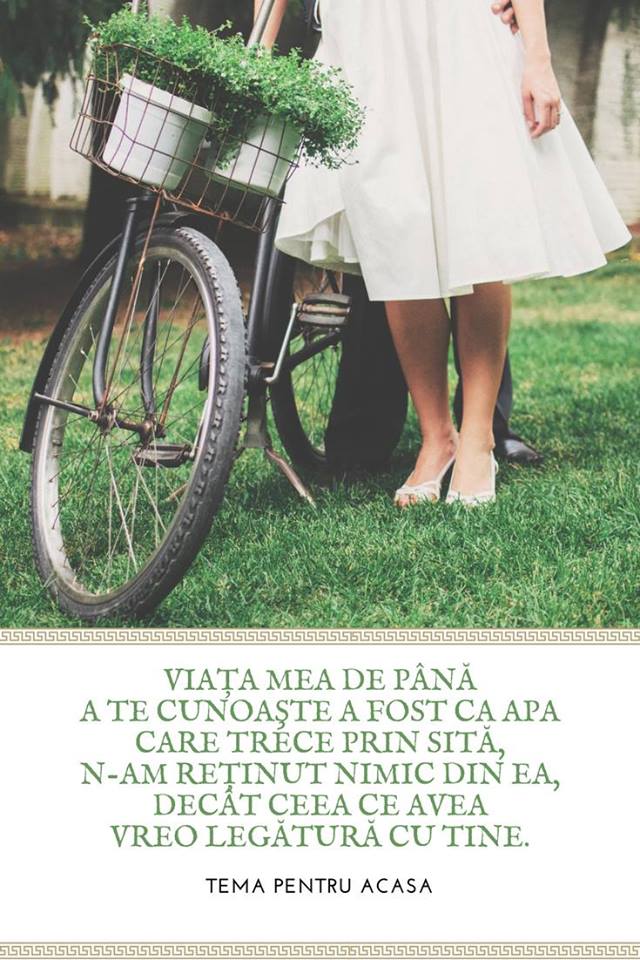 VIAȚA MEA DE PÂNĂ
A TE CUNOAȘTE A FOST CA APA
CARE TRECE PRIN SITĂ,
N-AM REȚINUT NIMIC DIN EA,
DECÂT CEEA CE AVEA
VREO LEGĂTURĂ CU TINE.
TEMA PENTRU ACASA